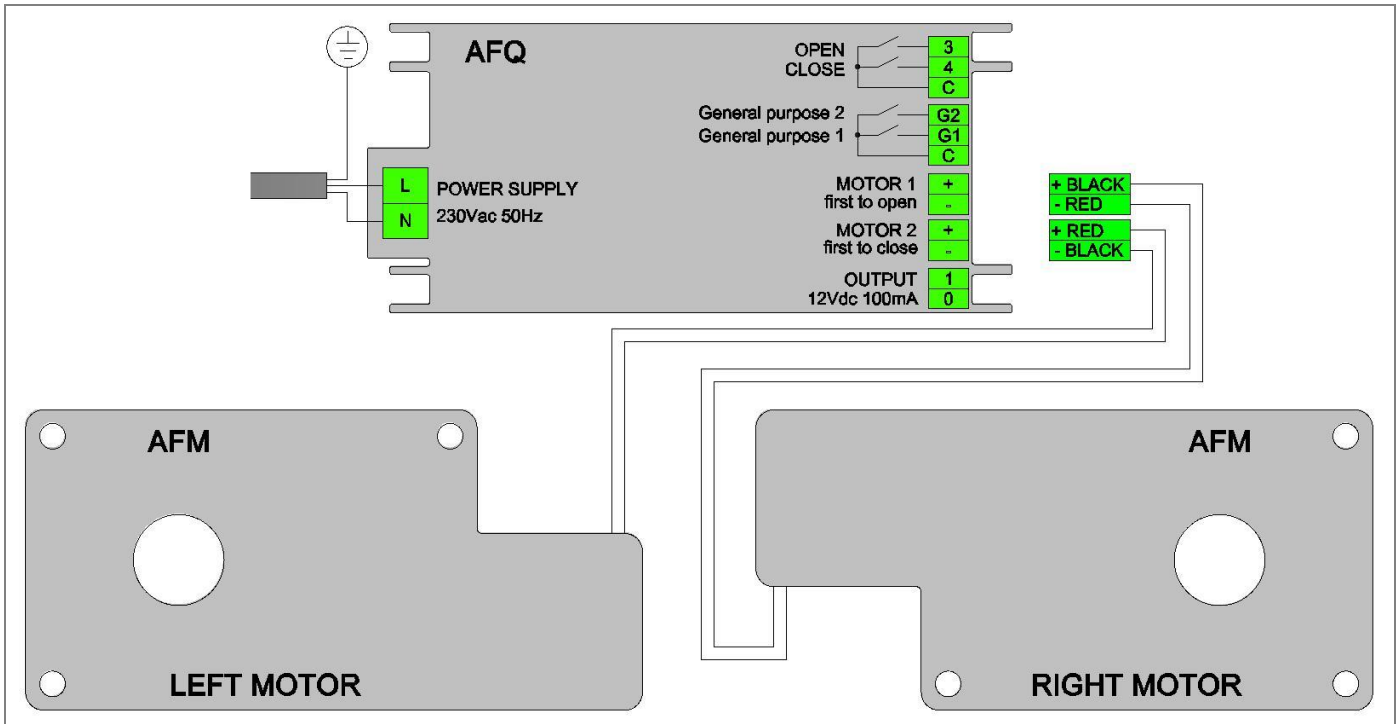 AFQ
OPEN
CLOSE
3
4
C
General purpose 2
General purpose 1
G2
G1
C
L
N
POWER SUPPLY
230Vac 50Hz
MOTOR 1
first to open
+
-
MOTOR 2
first to close
+
-
OUTPUT
12Vdc 100mA
1
0
+ BLACK
- RED
+ RED
- BLACK
AFM
LEFT MOTOR
AFM
RIGHT MOTOR